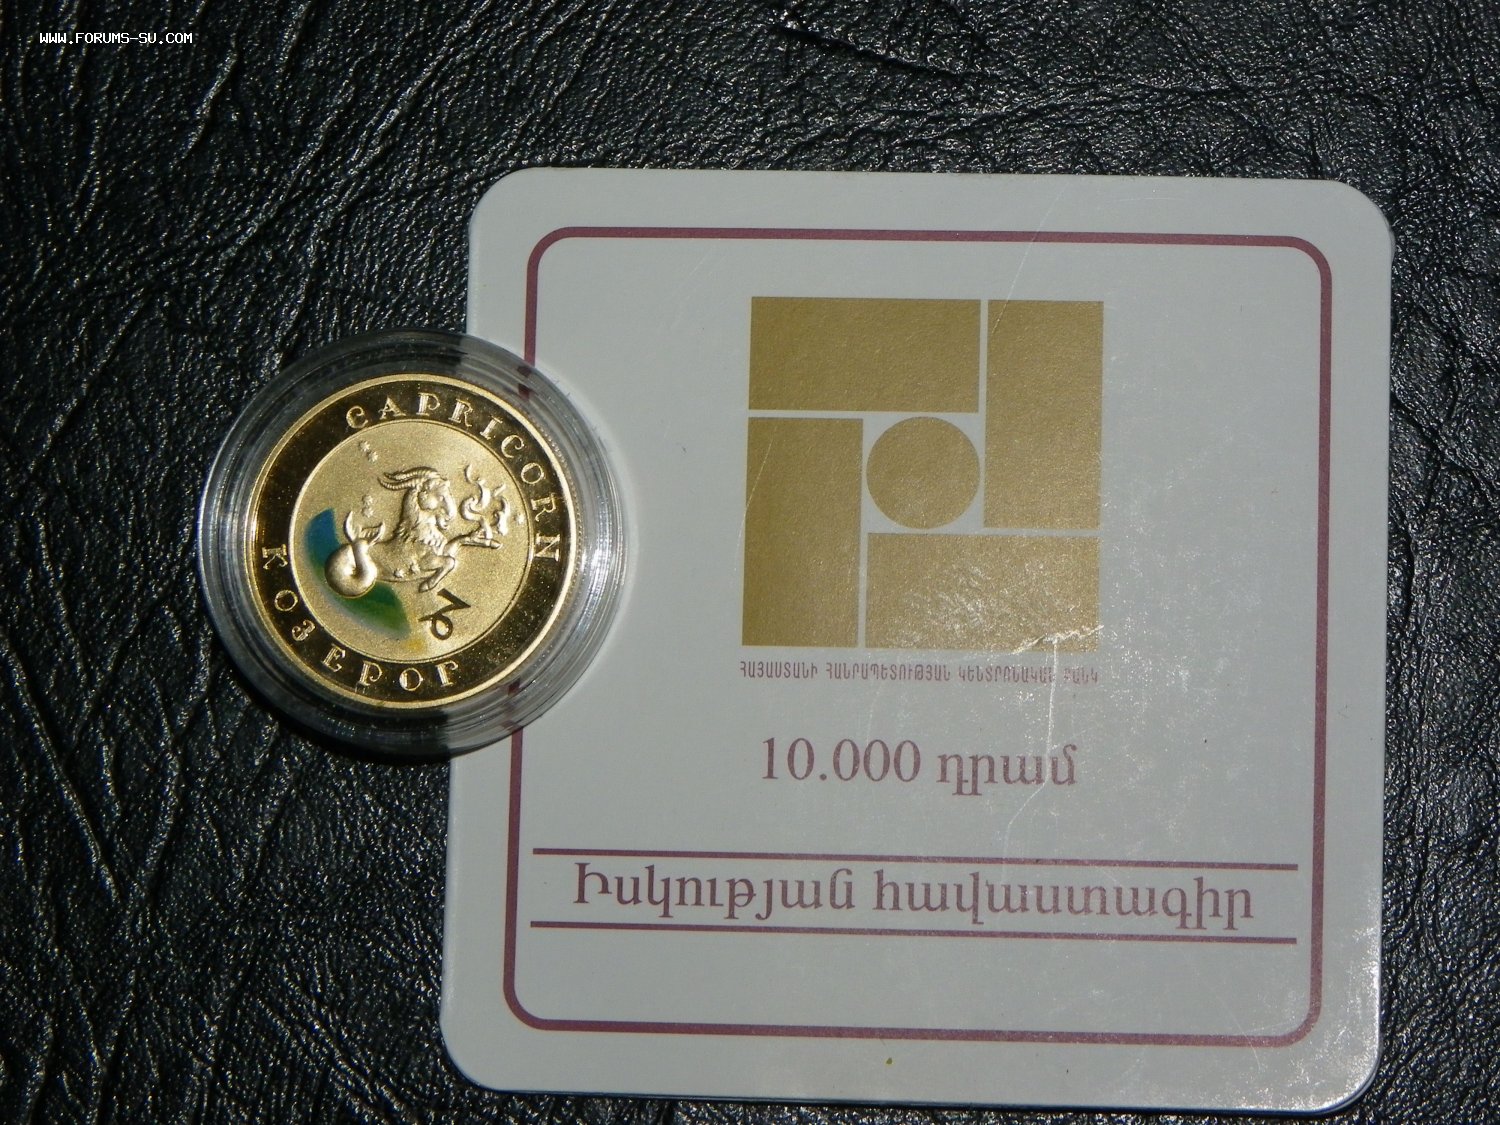 WWW.FORUMS-SU.COM
CAPRICORN
КОЗЕРОГ
ՀԱՅԱՍՏԱՆԻ ՀԱՆՐԱՊԵՏՈՒԹՅԱՆ ԿԵՆՏՐՈՆԱԿԱՆ ԲԱՆԿ
10.000 դրամ
Իսկության հավաստագիր